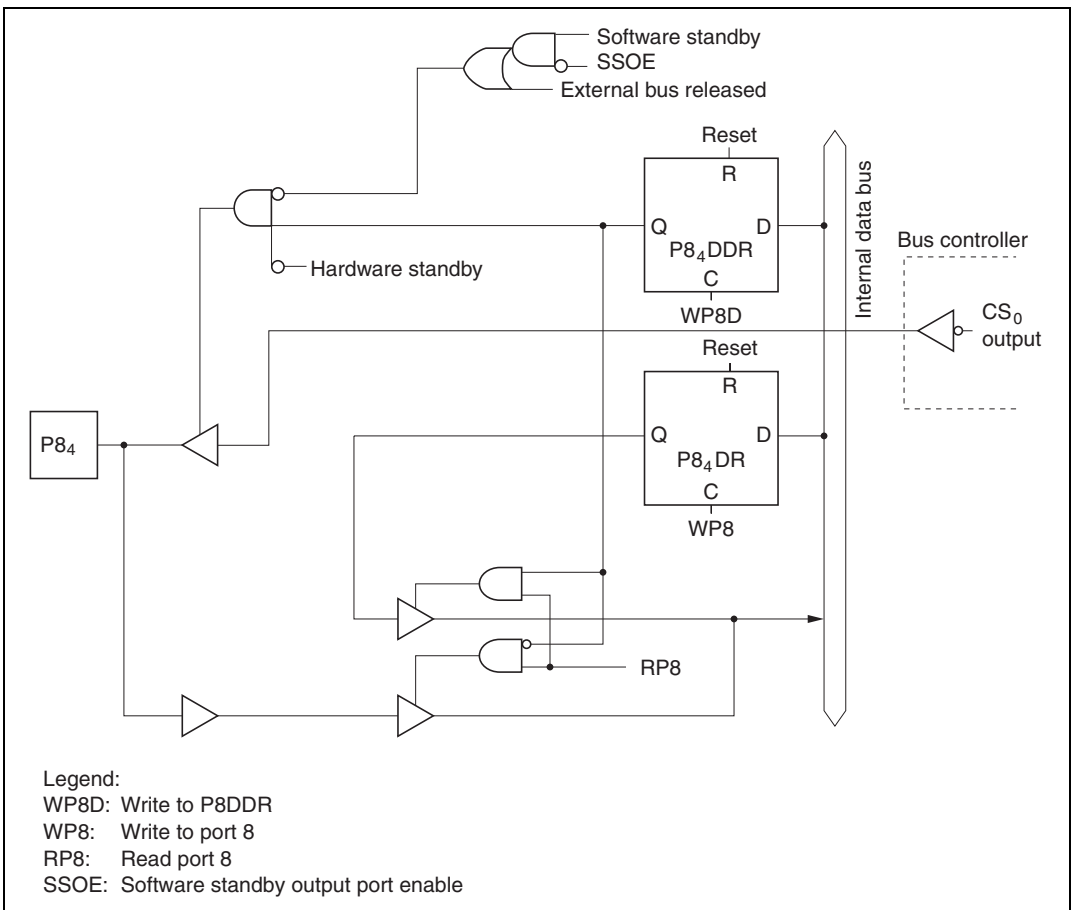 Software standby
SSOE
External bus released
Reset
R
Q
D
P8₄DDR
C
WP8D
Hardware standby
Internal data bus
Bus controller
CS₀
output
Reset
R
P8₄
Q
D
P8₄DR
C
WP8
RP8
Legend:
WP8D: Write to P8DDR
WP8: Write to port 8
RP8: Read port 8
SSOE: Software standby output port enable